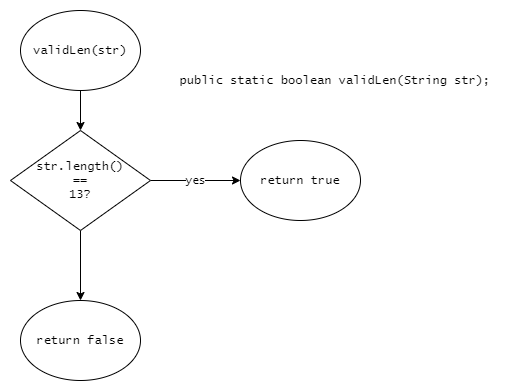 validLen(str)
public static boolean validLen(String str);
str.length()
==
13?
yes
return true
return false